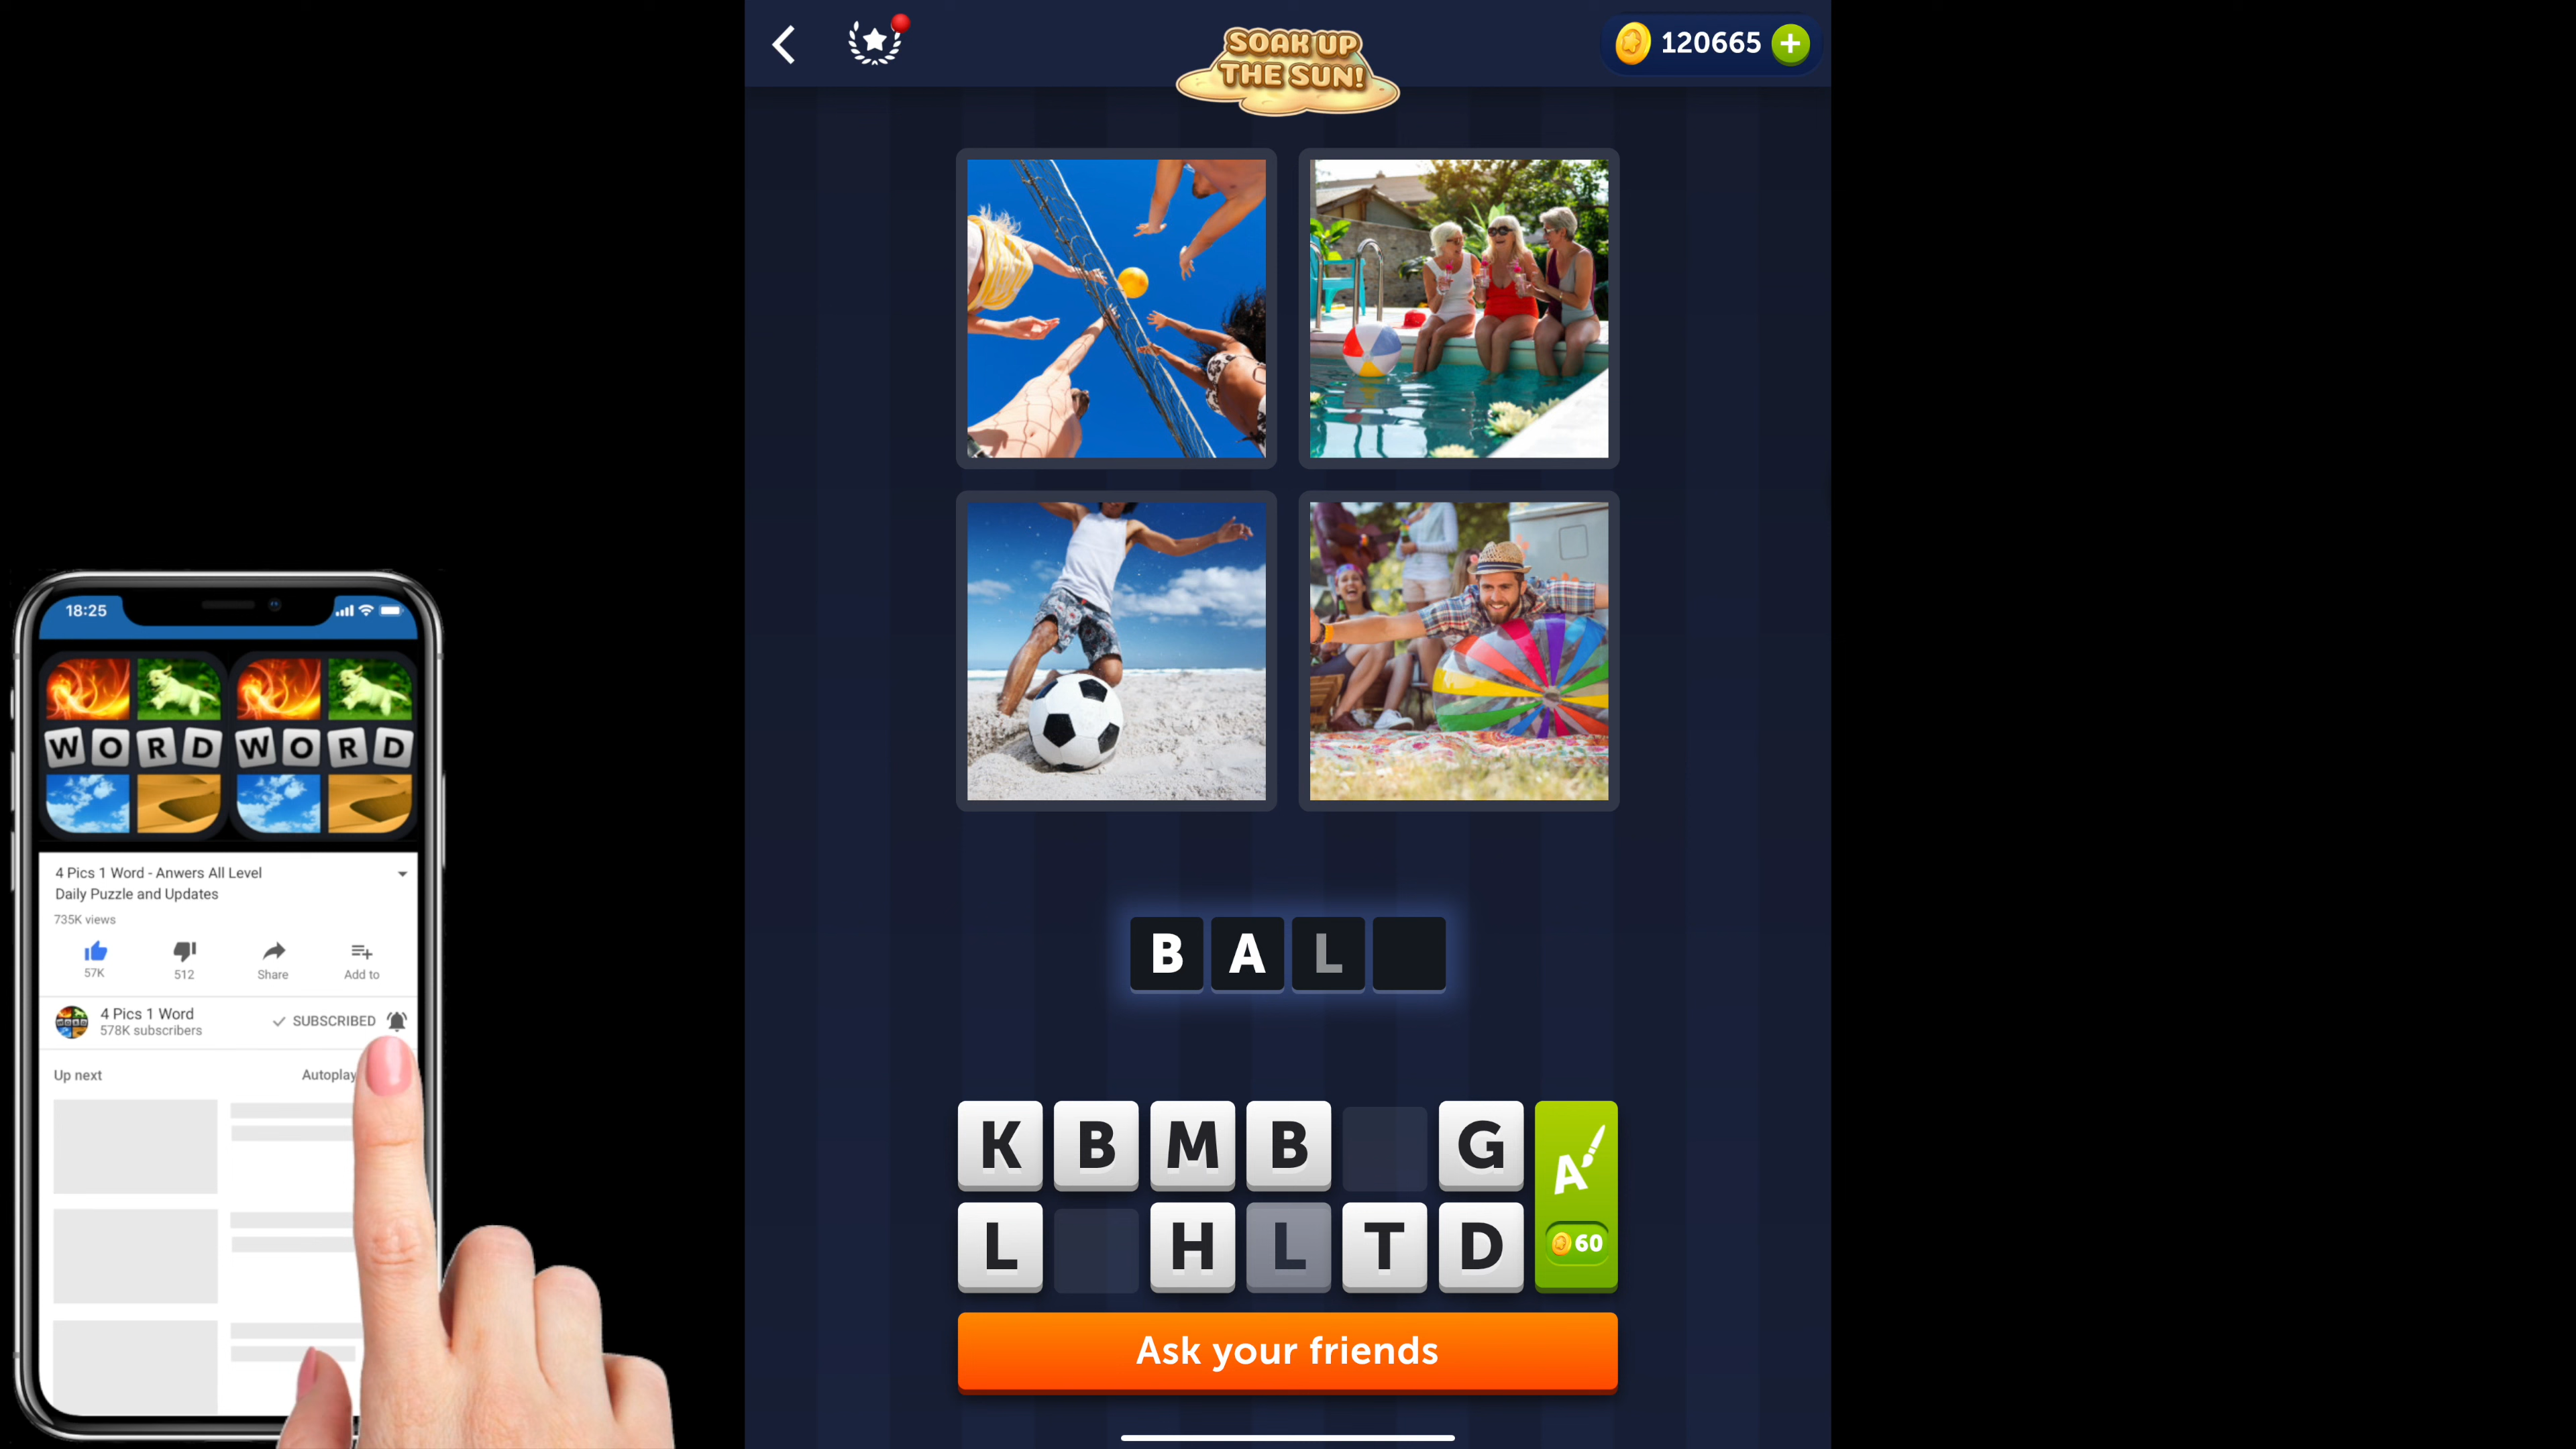 SOAK UP
THE SUN!
120665
18:25
W O R D W O R D
4 Pics 1 Word - Anwers All Level
Daily Puzzle and Updates
735K views
57K
512
Share
Add to
4 Pics 1 Word
578K subscribers
SUBSCRIBED
Up next
Autoplay
B A L
K B M B G
A
L H L T D
60
Ask your friends